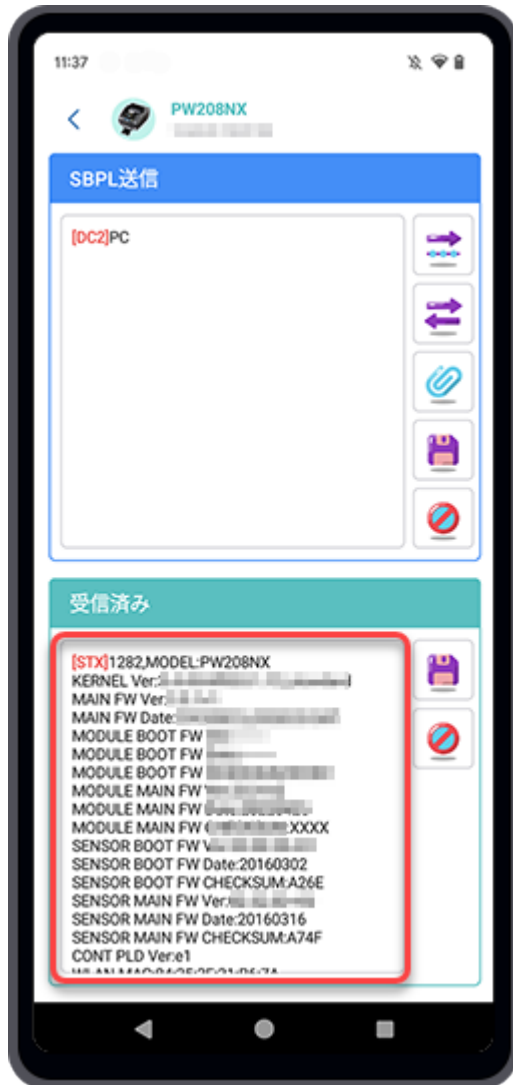 11:37
PW208NX
SBPL送信
[DC2]PC
受信済み
[STX]1282,MODEL:PW208NX
KERNEL Ver:
MAIN FW Ver:
MAIN FW Date:
MODULE BOOT FW
MODULE BOOT FW
MODULE BOOT FW
MODULE MAIN FW
MODULE MAIN FW
MODULE MAIN FW XXXX
SENSOR BOOT FW
SENSOR BOOT FW Date:20160302
SENSOR BOOT FW CHECKSUM:A26E
SENSOR MAIN FW Ver:
SENSOR MAIN FW Date:20160316
SENSOR MAIN FW CHECKSUM:A74F
CONT PLD Ver:e1